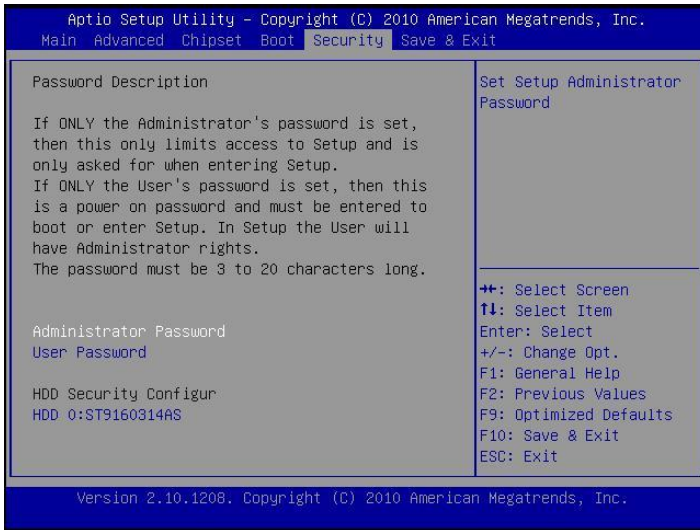 Aptio Setup Utility – Copyright (C) 2010 American Megatrends, Inc.
Main Advanced Chipset Boot Security Save & Exit
Password Description
If ONLY the Administrator's password is set,
then this only limits access to Setup and is
only asked for when entering Setup.
If ONLY the User's password is set, then this
is a power on password and must be entered to
boot or enter Setup. In Setup the User will
have Administrator rights.
The password must be 3 to 20 characters long.
Administrator Password
User Password
HDD Security Configur
HDD 0:ST9160314AS
Set Setup Administrator
Password
→←: Select Screen
↑↓: Select Item
Enter: Select
+/-: Change Opt.
F1: General Help
F2: Previous Values
F9: Optimized Defaults
F10: Save & Exit
ESC: Exit
Version 2.10.1208. Copyright (C) 2010 American Megatrends, Inc.